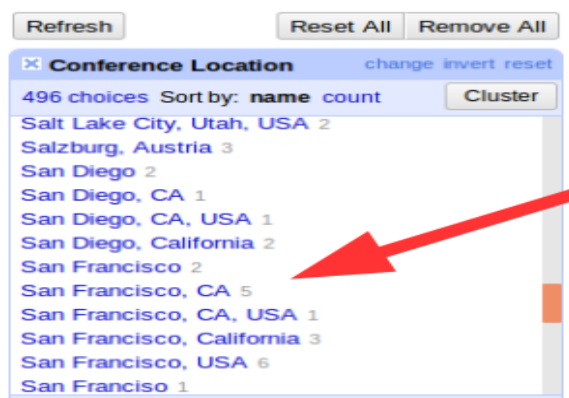 Refresh Reset All Remove All
Conference Location change invert reset
496 choices Sort by: name count Cluster
Salt Lake City, Utah, USA 2
Salzburg, Austria 3
San Diego 2
San Diego, CA 1
San Diego, CA, USA 1
San Diego, California 2
San Francisco 2
San Francisco, CA 5
San Francisco, CA, USA 1
San Francisco, California 3
San Francisco, USA 6
San Franciso 1